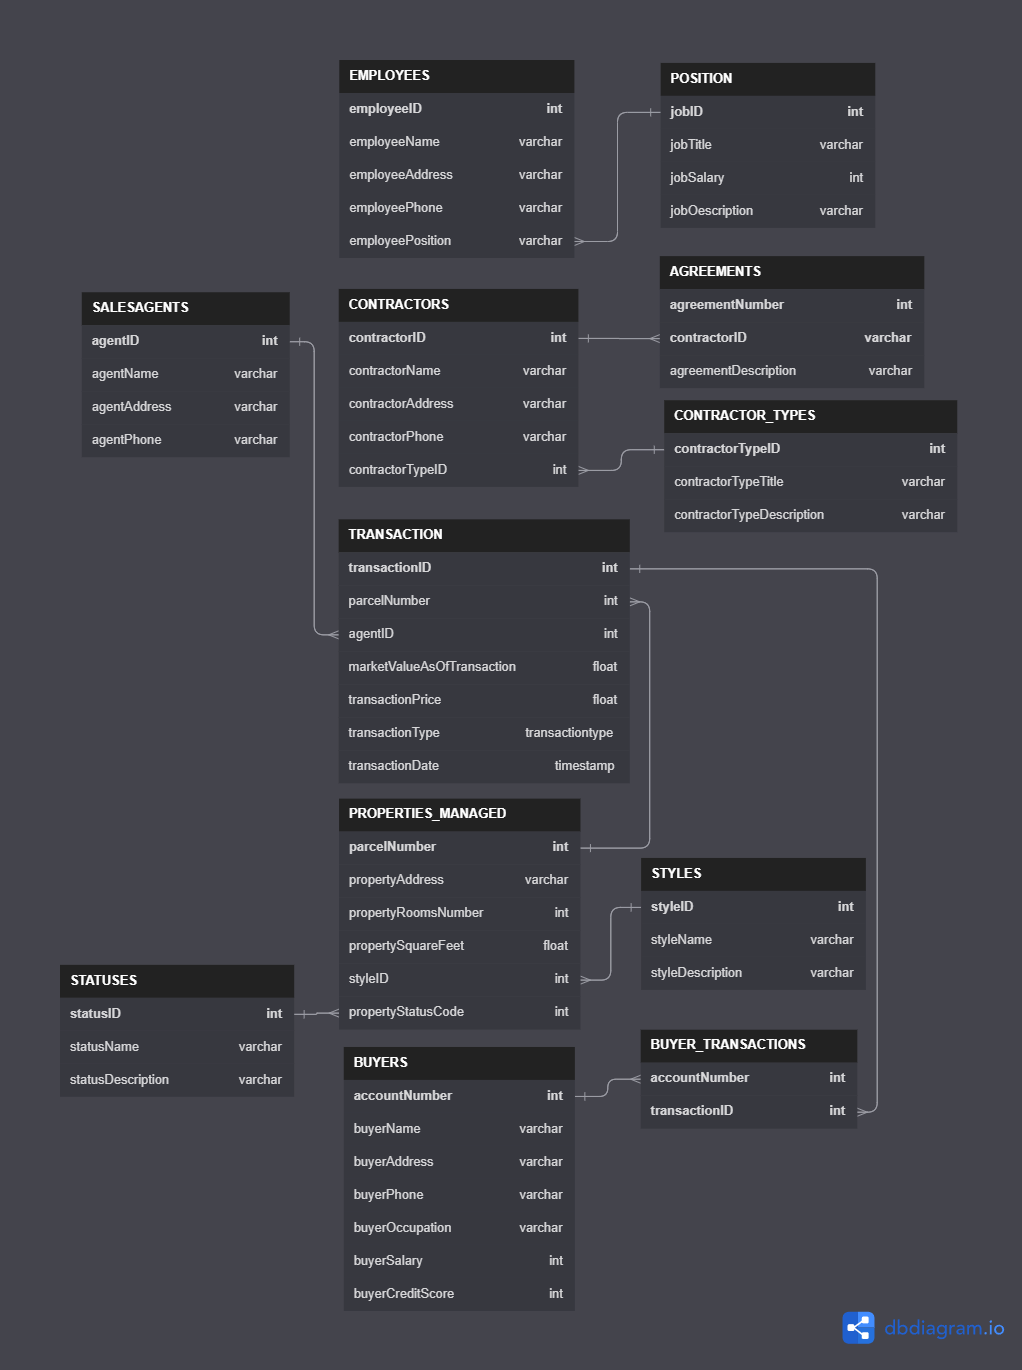 EMPLOYEES
employeeID int
employeeName varchar
employeeAddress varchar
employeePhone varchar
employeePosition varchar
POSITION
jobID int
jobTitle varchar
jobSalary int
jobOescription varchar
SALESAGENTS
agentID int
agentName varchar
agentAddress varchar
agentPhone varchar
CONTRACTORS
contractorID int
contractorName varchar
contractorAddress varchar
contractorPhone varchar
contractorTypeID int
AGREEMENTS
agreementNumber int
contractorID varchar
agreementDescription varchar
CONTRACTOR_TYPES
contractorTypeID int
contractorTypeTitle varchar
contractorTypeDescription varchar
TRANSACTION
transactionID int
parcelNumber int
agentID int
marketValueAsOfTransaction float
transactionPrice float
transactionType transactiontype
transactionDate timestamp
PROPERTIES_MANAGED
parcelNumber int
propertyAddress varchar
propertyRoomsNumber int
propertySquareFeet float
styleID int
propertyStatusCode int
STYLES
styleID int
styleName varchar
styleDescription varchar
STATUSES
statusID int
statusName varchar
statusDescription varchar
BUYERS
accountNumber int
buyerName varchar
buyerAddress varchar
buyerPhone varchar
buyerOccupation varchar
buyerSalary int
buyerCreditScore int
BUYER_TRANSACTIONS
accountNumber int
transactionID int
dbdiagram.io